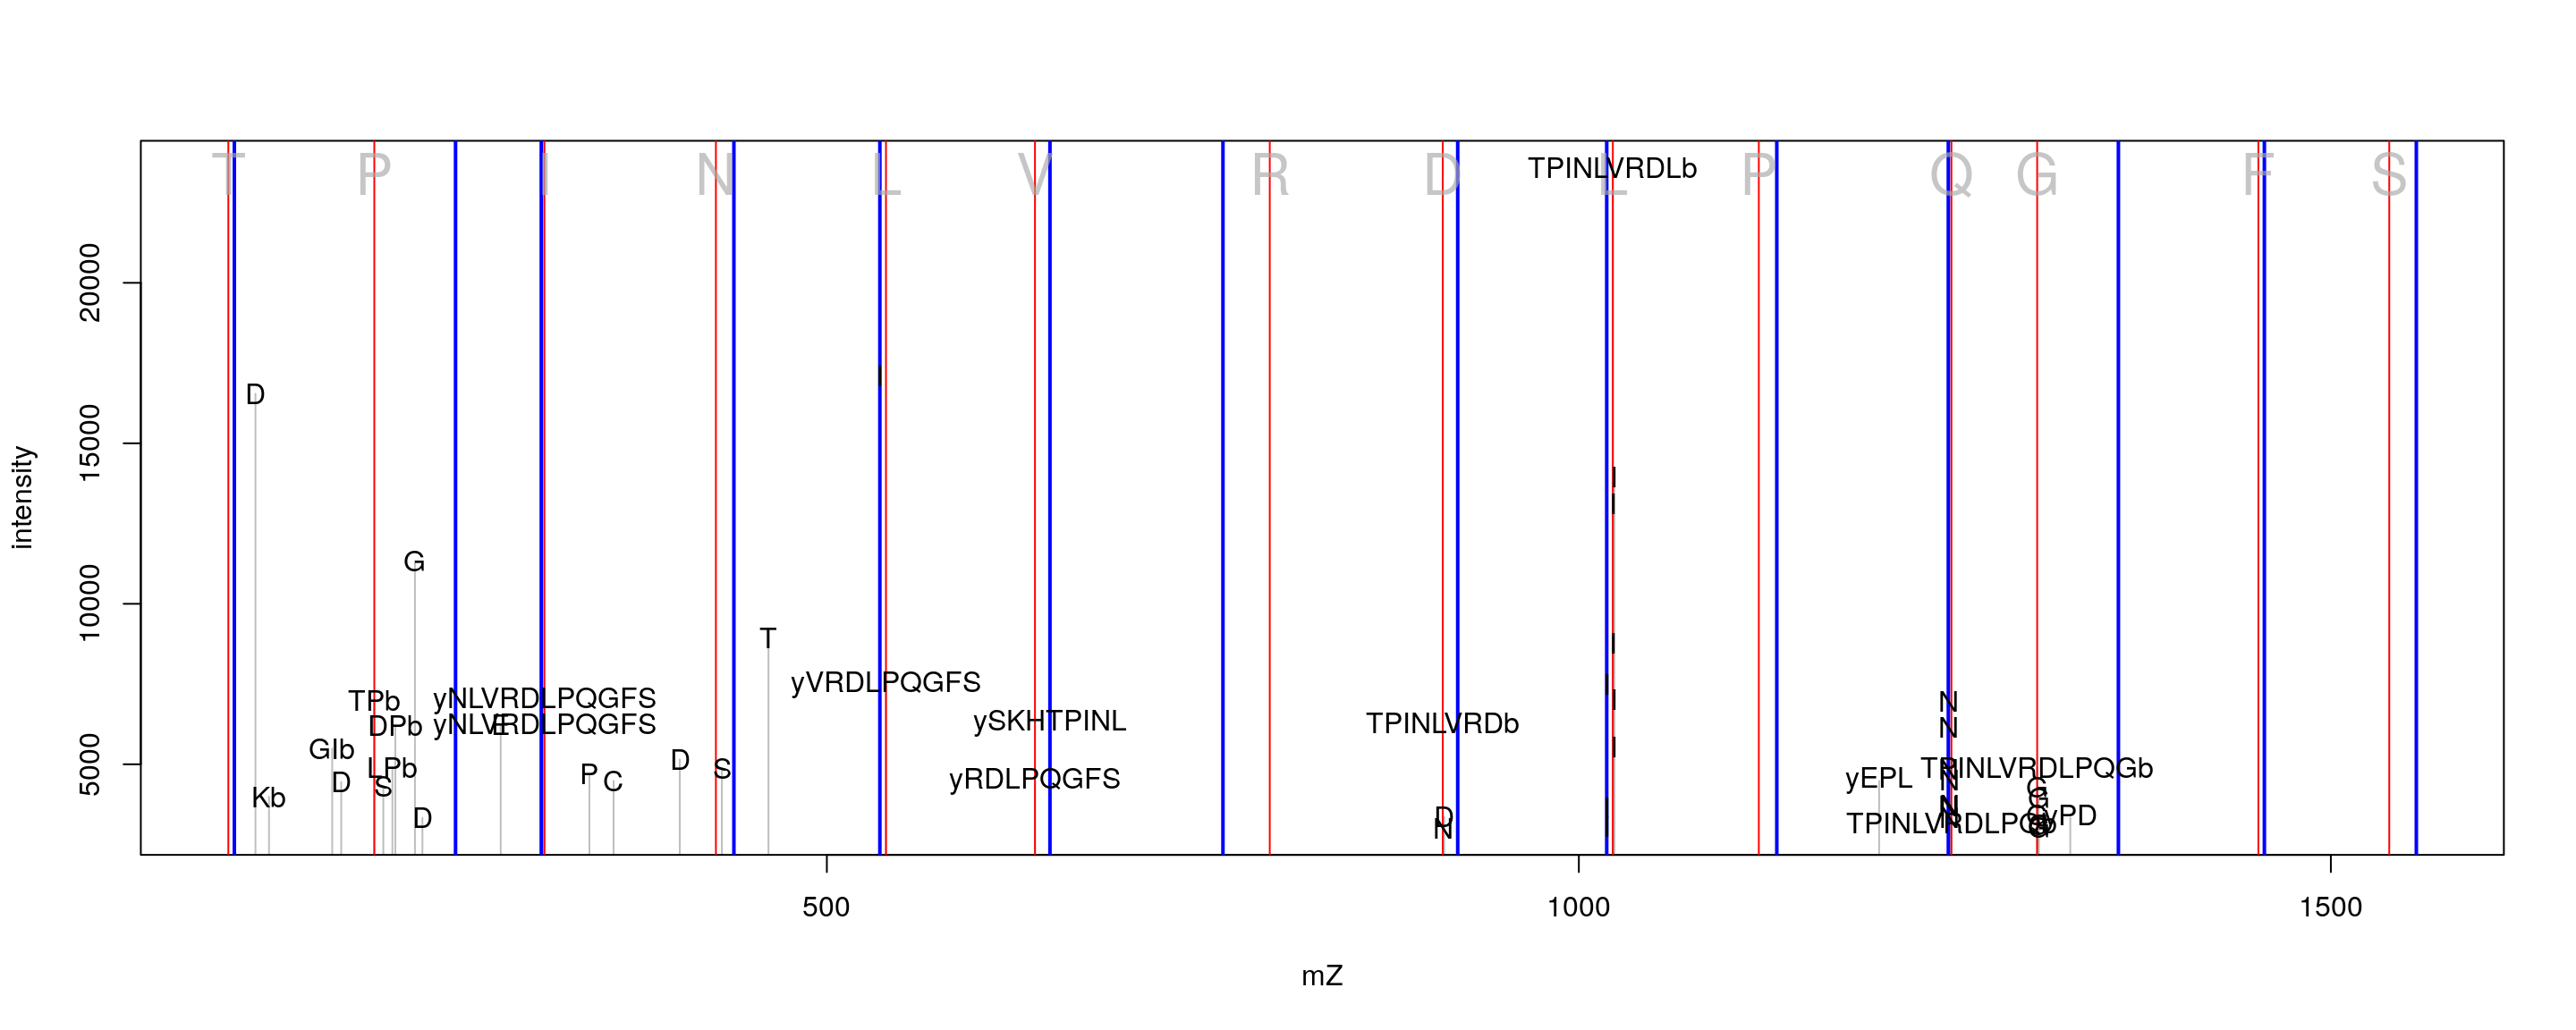 T P I N L V R D L P Q G F S
TPINLVRDLb
D
G
T
TPb
DPb
yNLVRDLPQGFS
yNLVRDLPQGFS
E
yVRDLPQGFS
ySKHTPINL
yRDLPQGFS
TPINLVRDb
GIb
D
LPb
S
Kb
D
P
C
D
S
D
N
yEPL
TPINLVRDLPQGb
N
N
G
yPD
20000
15000
10000
5000
intensity
500 1000 1500
mZ